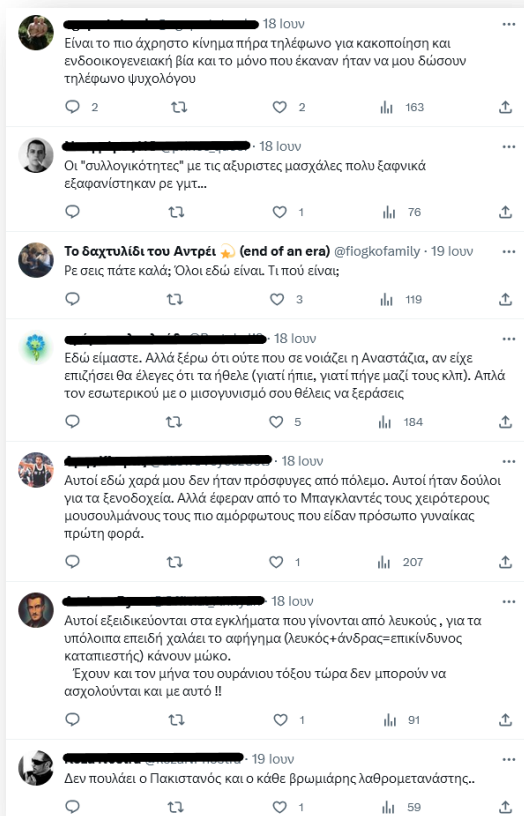 · 18 Ιουν
Είναι το πιο άχρηστο κίνημα πήρα τηλέφωνο για κακοποίηση και
ενδοοικογενειακή βία και το μόνο που έκαναν ήταν να μου δώσουν
τηλέφωνο ψυχολόγου
2 2 163
· 18 Ιουν
Οι "συλλογικότητες" με τις αξυριστες μασχάλες πολυ ξαφνικά
εξαφανίστηκαν ρε γμτ...
1 76
Το δαχτυλίδι του Αντρέι 💫 (end of an era) @fiogkofamily · 19 Ιουν
Ρε σεις πάτε καλά; Όλοι εδώ είναι. Τι πού είναι;
3 119
· 18 Ιουν
Εδώ είμαστε. Αλλά ξέρω ότι ούτε που σε νοιάζει η Αναστάζια, αν είχε
επιζήσει θα έλεγες ότι τα ήθελε (γιατί ήπιε, γιατί πήγε μαζί τους κλπ). Απλά
τον εσωτερικού με ο μισογυνισμό σου θέλεις να ξεράσεις
5 184
· 18 Ιουν
Αυτοί εδώ χαρά μου δεν ήταν πρόσφυγες από πόλεμο. Αυτοί ήταν δούλοι
για τα ξενοδοχεία. Αλλά έφεραν από το Μπαγκλαντές τους χειρότερους
μουσουλμάνους τους πιο αμόρφωτους που είδαν πρόσωπο γυναίκας
πρώτη φορά.
1 207
· 18 Ιουν
Αυτοί εξειδικεύονται στα εγκλήματα που γίνονται από λευκούς , για τα
υπόλοιπα επειδή χαλάει το αφήγημα (λευκός+άνδρας=επικίνδυνος
καταπιεστής) κάνουν μώκο.
Έχουν και τον μήνα του ουράνιου τόξου τώρα δεν μπορούν να
ασχολούνται και με αυτό !!
1 91
· 19 Ιουν
Δεν πουλάει ο Πακιστανός και ο κάθε βρωμιάρης λαθρομετανάστης..
1 59